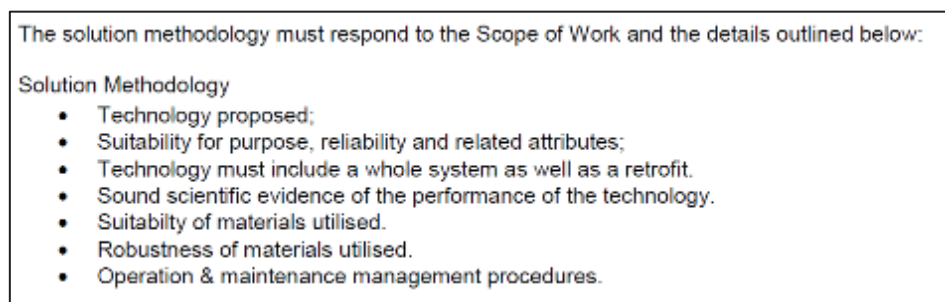 The solution methodology must respond to the Scope of Work and the details outlined below:
Solution Methodology
• Technology proposed;
• Suitability for purpose, reliability and related attributes;
• Technology must include a whole system as well as a retrofit.
• Sound scientific evidence of the performance of the technology.
• Suitabilty of materials utilised.
• Robustness of materials utilised.
• Operation & maintenance management procedures.